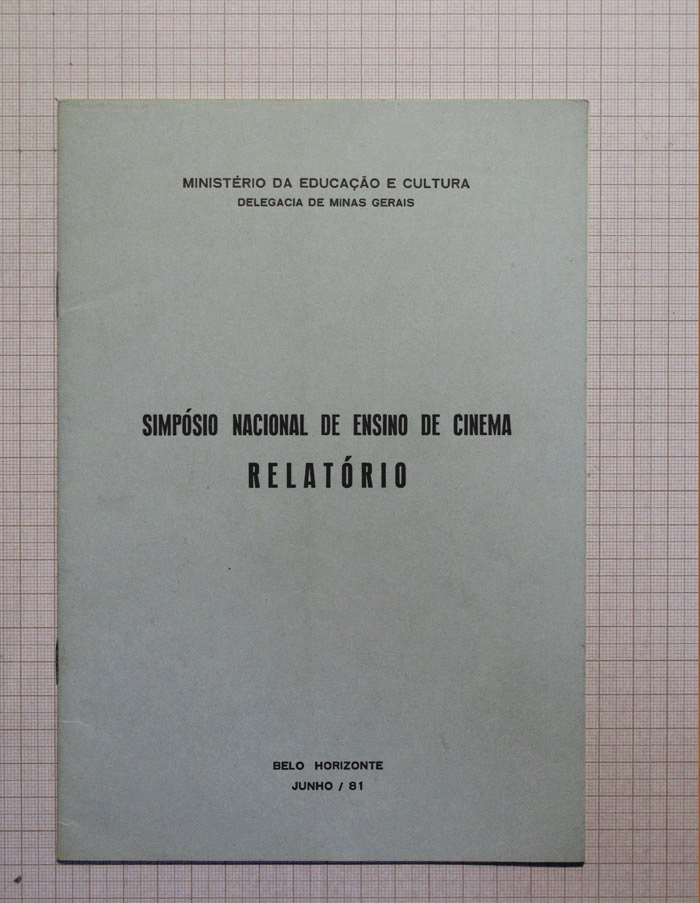 MINISTÉRIO DA EDUCAÇÃO E CULTURA
DELEGACIA DE MINAS GERAIS
SIMPÓSIO NACIONAL DE ENSINO DE CINEMA
RELATÓRIO
BELO HORIZONTE
JUNHO / 81